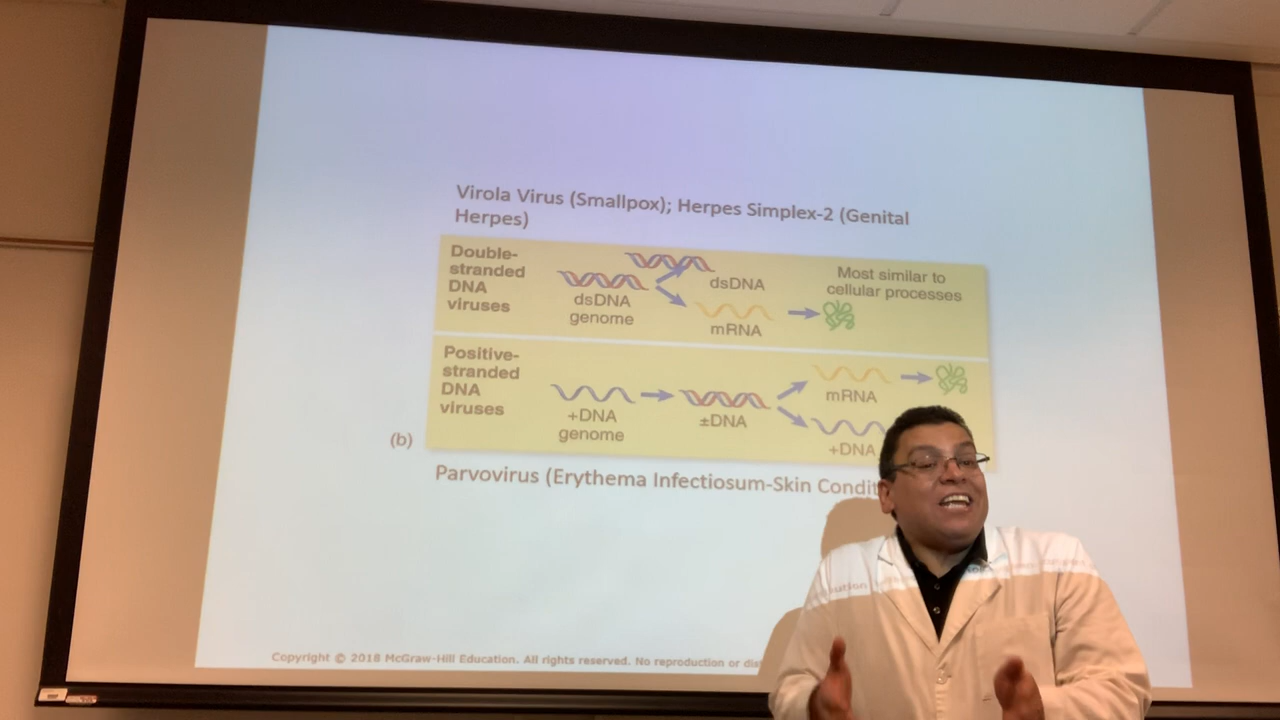 Virola Virus (Smallpox); Herpes Simplex-2 (Genital
Herpes)
Double-
stranded
DNA
viruses
dsDNA
genome
dsDNA
mRNA
Most similar to
cellular processes
Positive-
stranded
DNA
viruses
+DNA
genome
±DNA
mRNA
+DNA
(b)
Parvovirus (Erythema Infectiosum-Skin
Copyright © 2018 McGraw-Hill Education. All rights reserved. No reproduction or